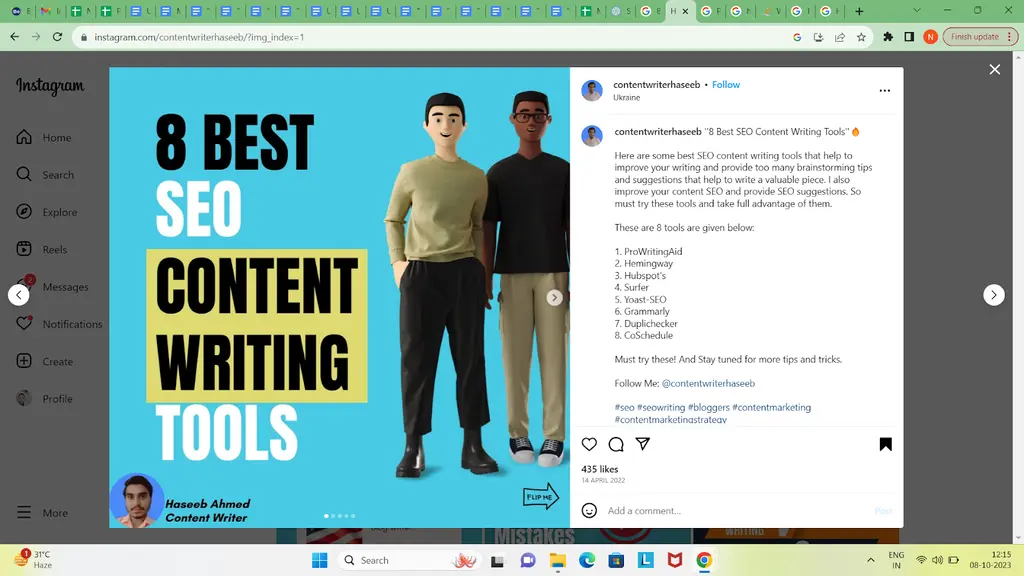 instagram.com/contentwriterhaseeb/?img_index=1
Finish update
Instagram
Home
Search
Explore
Reels
2
Messages
Notifications
Create
Profile
More
8 BEST
SEO
CONTENT
WRITING
TOOLS
Haseeb Ahmed
Content Writer
FLIP ME
contentwriterhaseeb • Follow
Ukraine
contentwriterhaseeb "8 Best SEO Content Writing Tools"🔥
Here are some best SEO content writing tools that help to
improve your writing and provide too many brainstorming tips
and suggestions that help to write a valuable piece. I also
improve your content SEO and provide SEO suggestions. So
must try these tools and take full advantage of them.
These are 8 tools are given below:
1. ProWritingAid
2. Hemingway
3. Hubspot's
4. Surfer
5. Yoast-SEO
6. Grammarly
7. Duplichecker
8. CoSchedule
Must try these! And Stay tuned for more tips and tricks.
Follow Me: @contentwriterhaseeb
#seo #seowriting #bloggers #contentmarketing
#contentmarketingstrategy
435 likes
14 APRIL 2022
Add a comment...
Post
Mistakes
WRITING
1
31°C
Haze
Search
ENG
IN
12:15
08-10-2023